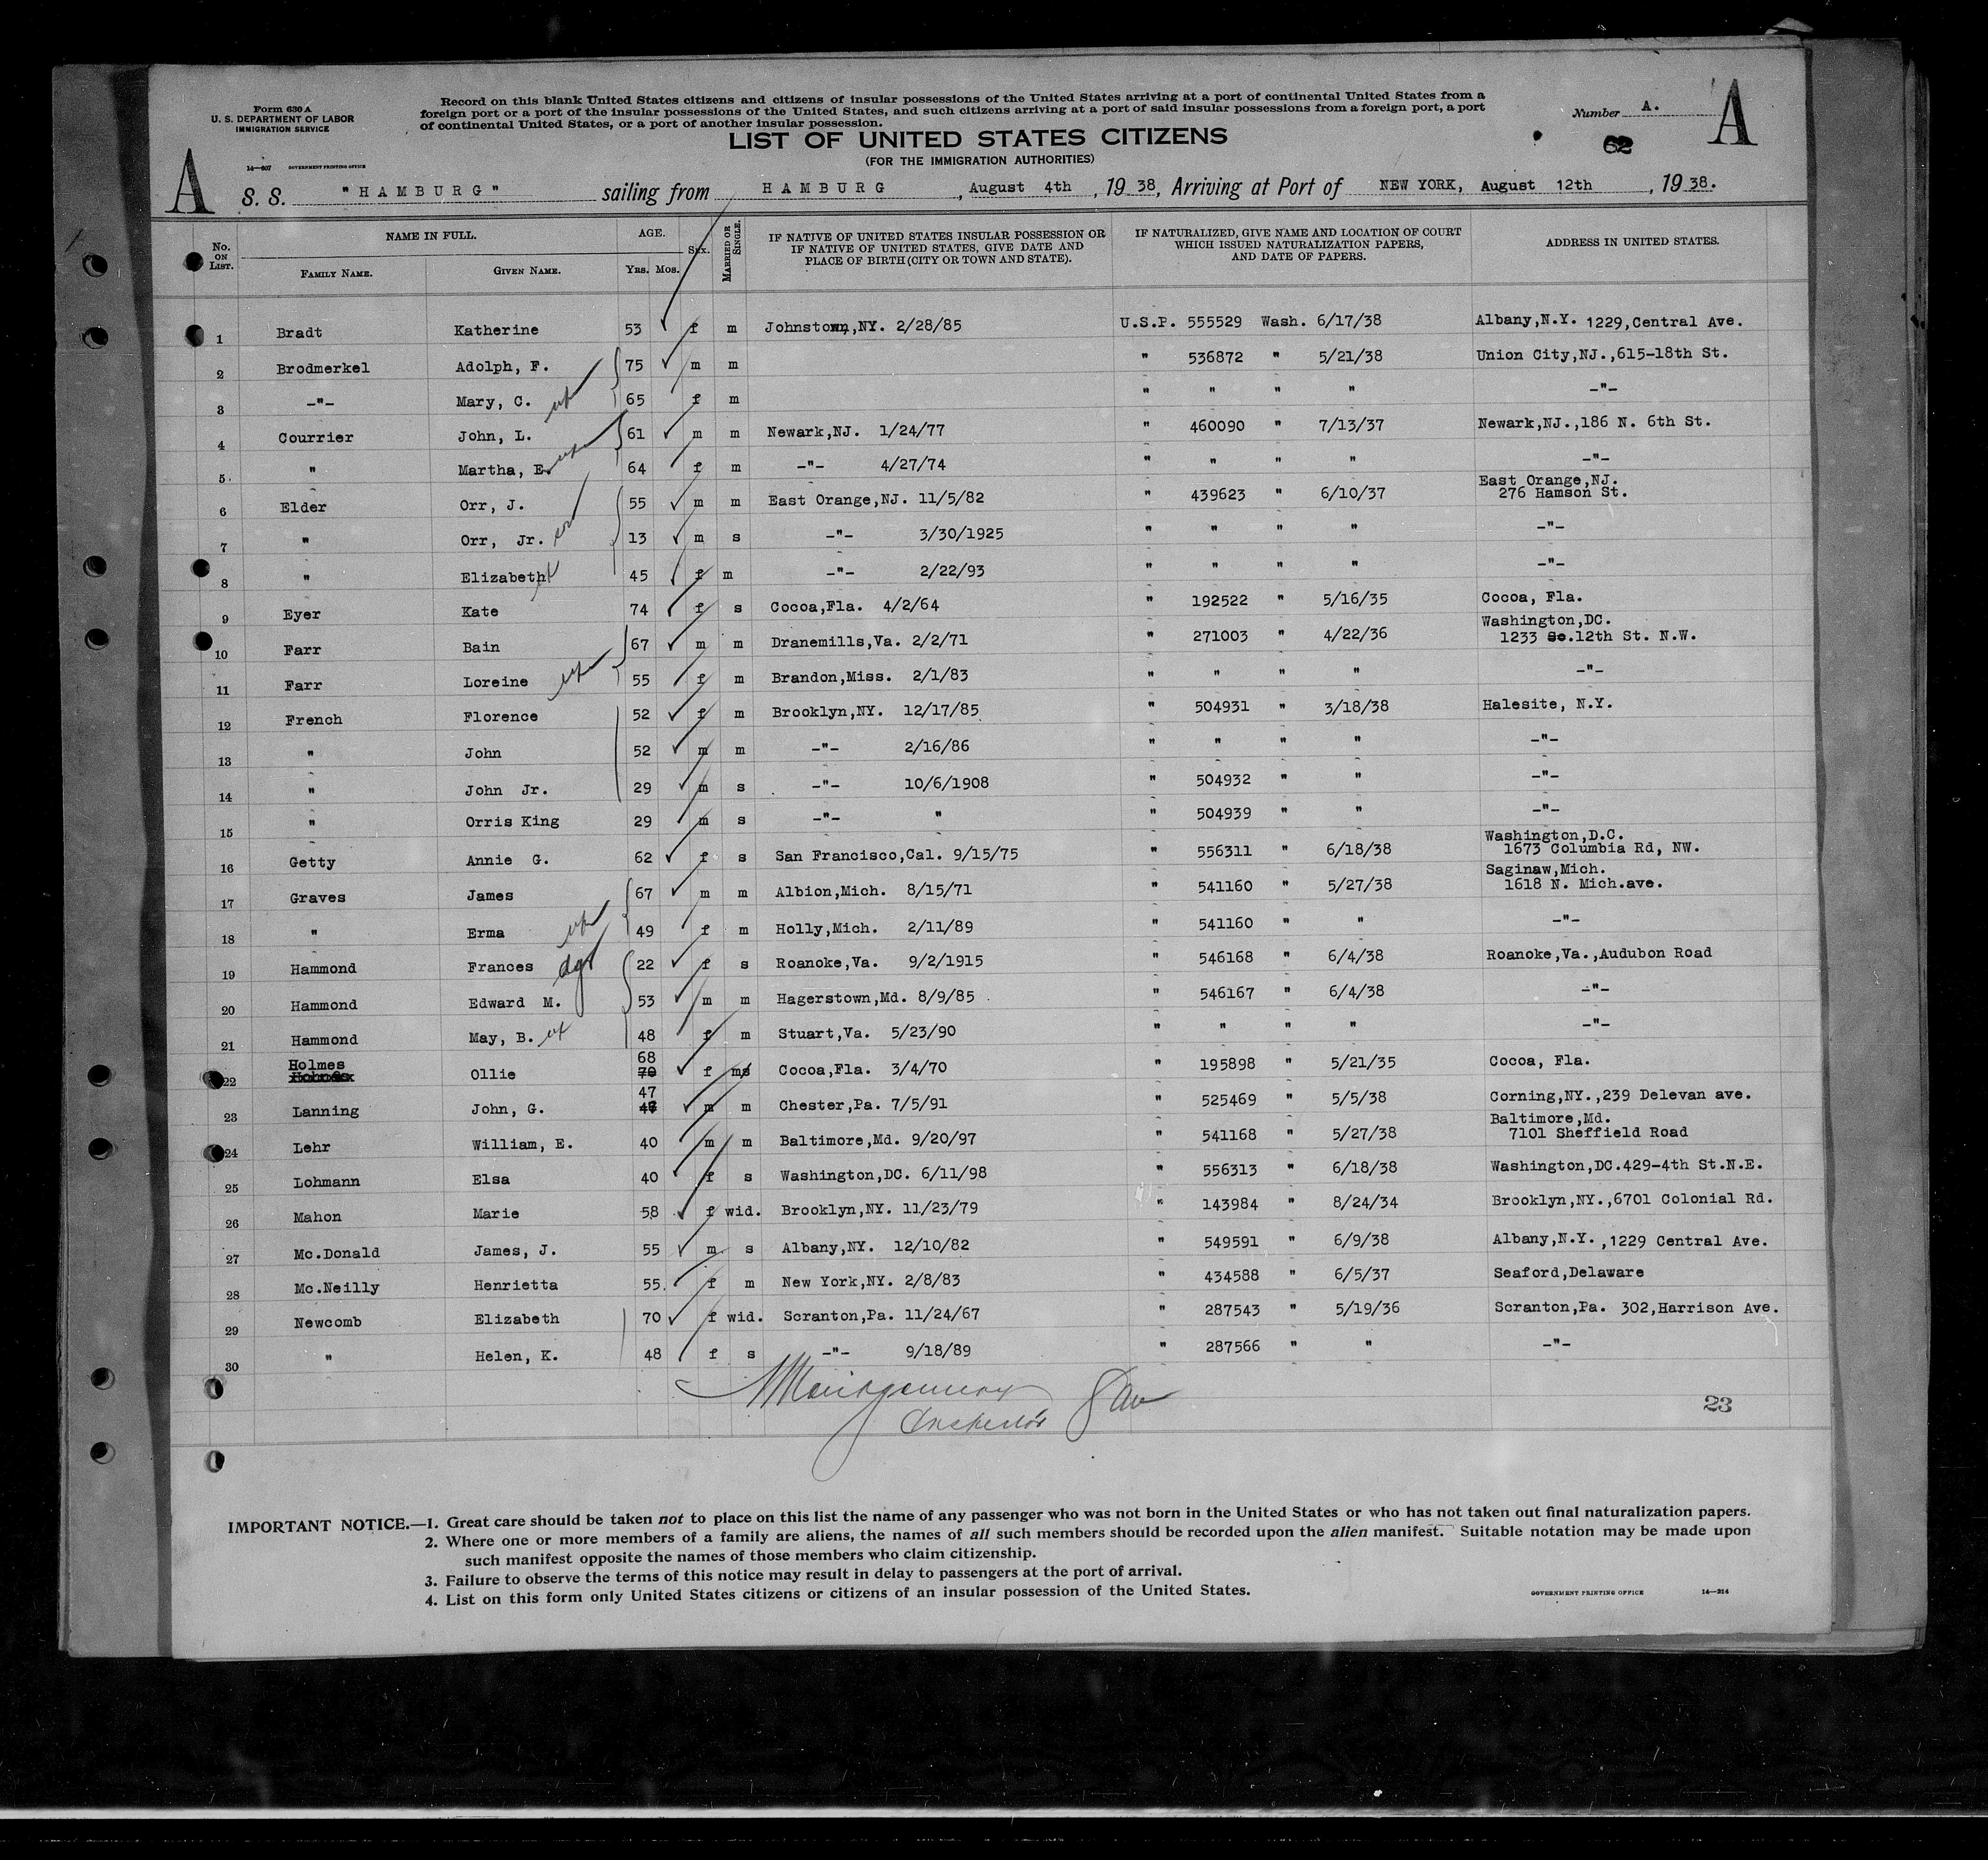 Form 630 A
U. S. DEPARTMENT OF LABOR
IMMIGRATION SERVICE
14—607 GOVERNMENT PRINTING OFFICE
Record on this blank United States citizens and citizens of insular possessions of the United States arriving at a port of continental United States from a
foreign port or a port of the insular possessions of the United States, and such citizens arriving at a port of said insular possessions from a foreign port, a port
of continental United States, or a port of another insular possession.
Number A.
A
62
LIST OF UNITED STATES CITIZENS
(FOR THE IMMIGRATION AUTHORITIES)
A S. S. "HAMBURG" sailing from HAMBURG, August 4th, 19 38, Arriving at Port of NEW YORK, August 12th, 19 38.
No. ON LIST. NAME IN FULL. FAMILY NAME. GIVEN NAME. AGE. YRS. MOS. SEX. MARRIED OR SINGLE. IF NATIVE OF UNITED STATES INSULAR POSSESSION OR IF NATIVE OF UNITED STATES, GIVE DATE AND PLACE OF BIRTH (CITY OR TOWN AND STATE). IF NATURALIZED, GIVE NAME AND LOCATION OF COURT WHICH ISSUED NATURALIZATION PAPERS, AND DATE OF PAPERS. ADDRESS IN UNITED STATES.
1 Bradt Katherine 53 f m Johnstown,NY. 2/28/85 U.S.P. 555529 Wash. 6/17/38 Albany,N.Y. 1229,Central Ave.
2 Brodmerkel Adolph, F. 75 m m " 536872 " 5/21/38 Union City,NJ.,615-18th St.
3 -"- Mary, C. 65 f m " " " " -"-
4 Courrier John, L. 61 m m Newark,NJ. 1/24/77 " 460090 " 7/13/37 Newark,NJ.,186 N. 6th St.
5 " Martha, E. 64 f m -"- 4/27/74 " " " " -"-
6 Elder Orr, J. 55 m m East Orange,NJ. 11/5/82 " 439623 " 6/10/37 East Orange,NJ. 276 Hamson St.
7 " Orr, Jr. 13 m s -"- 3/30/1925 " " " " -"-
8 " Elizabeth 45 f m -"- 2/22/93 " " " " -"-
9 Eyer Kate 74 f s Cocoa,Fla. 4/2/64 " 192522 " 5/16/35 Cocoa, Fla.
10 Farr Bain 67 m m Dranemills,Va. 2/2/71 " 271003 " 4/22/36 Washington,DC. 1233 So.12th St. N.W.
11 Farr Loreine 55 f m Brandon,Miss. 2/1/83 " " " " -"-
12 French Florence 52 f m Brooklyn,NY. 12/17/85 " 504931 " 3/18/38 Halesite, N.Y.
13 " John 52 m m -"- 2/16/86 " " " " -"-
14 " John Jr. 29 m s -"- 10/6/1908 " 504932 " " -"-
15 " Orris King 29 m s -"- " " 504939 " " -"-
16 Getty Annie G. 62 f s San Francisco,Cal. 9/15/75 " 556311 " 6/18/38 Washington,D.C. 1673 Columbia Rd, NW.
17 Graves James 67 m m Albion,Mich. 8/15/71 " 541160 " 5/27/38 Saginaw,Mich. 1618 N. Mich.ave.
18 " Erma 49 f m Holly,Mich. 2/11/89 " 541160 " " -"-
19 Hammond Frances dgt 22 f s Roanoke,Va. 9/2/1915 " 546168 " 6/4/38 Roanoke,Va.,Audubon Road
20 Hammond Edward M. 53 m m Hagerstown,Md. 8/9/85 " 546167 " 6/4/38 -"-
21 Hammond May, B. 48 f m Stuart,Va. 5/23/90 " " " " -"-
22 Holmes Ollie 68 70 f ms Cocoa,Fla. 3/4/70 " 195898 " 5/21/35 Cocoa, Fla.
23 Lanning John, G. 47 m m Chester,Pa. 7/5/91 " 525469 " 5/5/38 Corning,NY.,239 Delevan ave.
24 Lehr William, E. 40 m m Baltimore,Md. 9/20/97 " 541168 " 5/27/38 Baltimore,Md. 7101 Sheffield Road
25 Lohmann Elsa 40 f s Washington,DC. 6/11/98 " 556313 " 6/18/38 Washington,DC.429-4th St.N.E.
26 Mahon Marie 58 f wid. Brooklyn,NY. 11/23/79 " 143984 " 8/24/34 Brooklyn,NY.,6701 Colonial Rd.
27 Mc.Donald James, J. 55 m s Albany,NY. 12/10/82 " 549591 " 6/9/38 Albany,N.Y.,1229 Central Ave.
28 Mc.Neilly Henrietta 55. f m New York,NY. 2/8/83 " 434588 " 6/5/37 Seaford,Delaware
29 Newcomb Elizabeth 70 f wid. Scranton,Pa. 11/24/67 " 287543 " 5/19/36 Scranton,Pa. 302,Harrison Ave.
30 " Helen, K. 48 f s -"- 9/18/89 " 287566 " " -"-
Montgomery
Inspector
23
IMPORTANT NOTICE.—1. Great care should be taken not to place on this list the name of any passenger who was not born in the United States or who has not taken out final naturalization papers.
2. Where one or more members of a family are aliens, the names of all such members should be recorded upon the alien manifest. Suitable notation may be made upon
such manifest opposite the names of those members who claim citizenship.
3. Failure to observe the terms of this notice may result in delay to passengers at the port of arrival.
4. List on this form only United States citizens or citizens of an insular possession of the United States.
GOVERNMENT PRINTING OFFICE 14—214